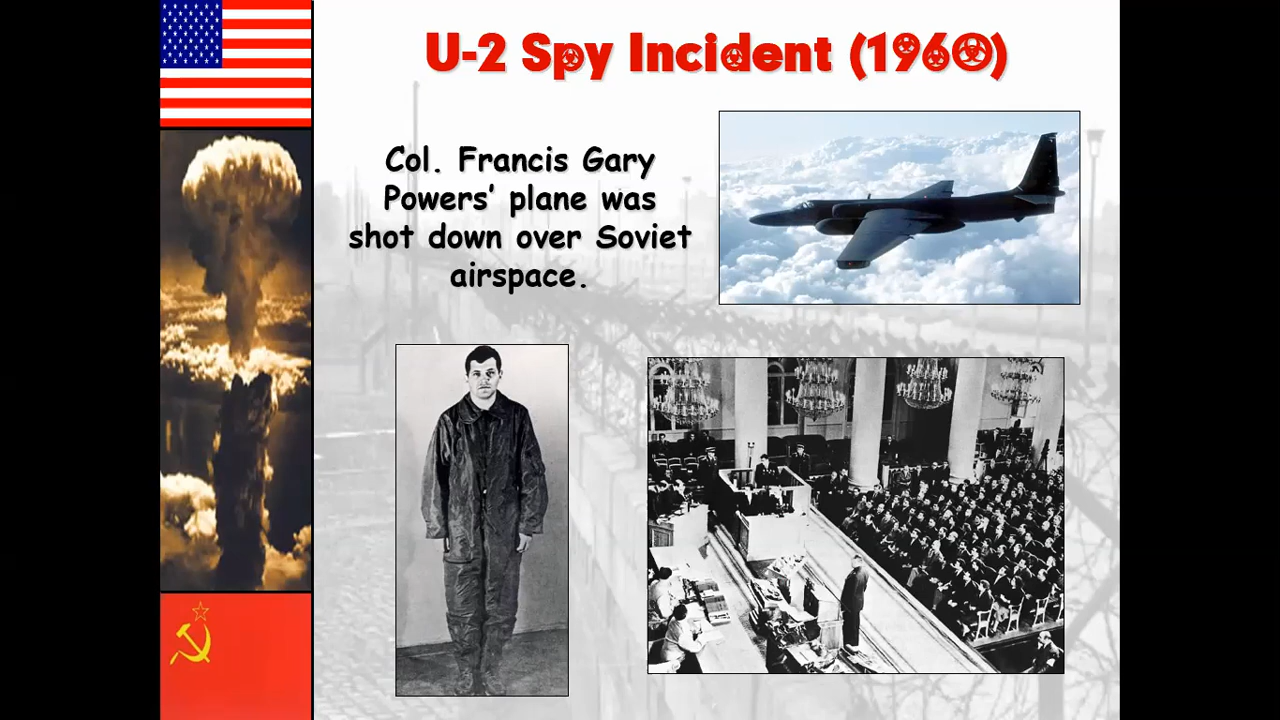 U-2 Spy Incident (1960)
Col. Francis Gary
Powers’ plane was
shot down over Soviet
airspace.